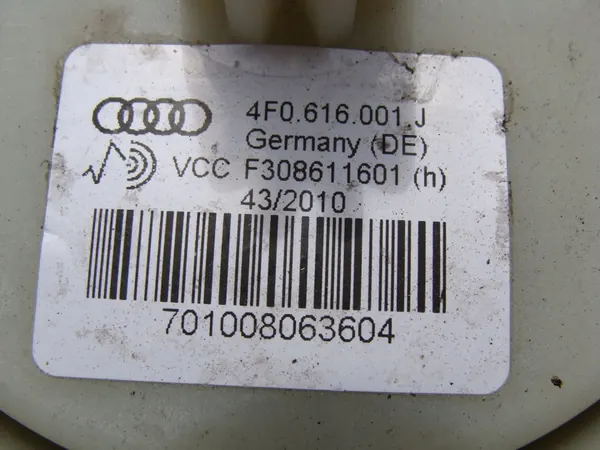 4F0.616.001.J
Germany (DE)
VCC F308611601 (h)
43/2010
701008063604